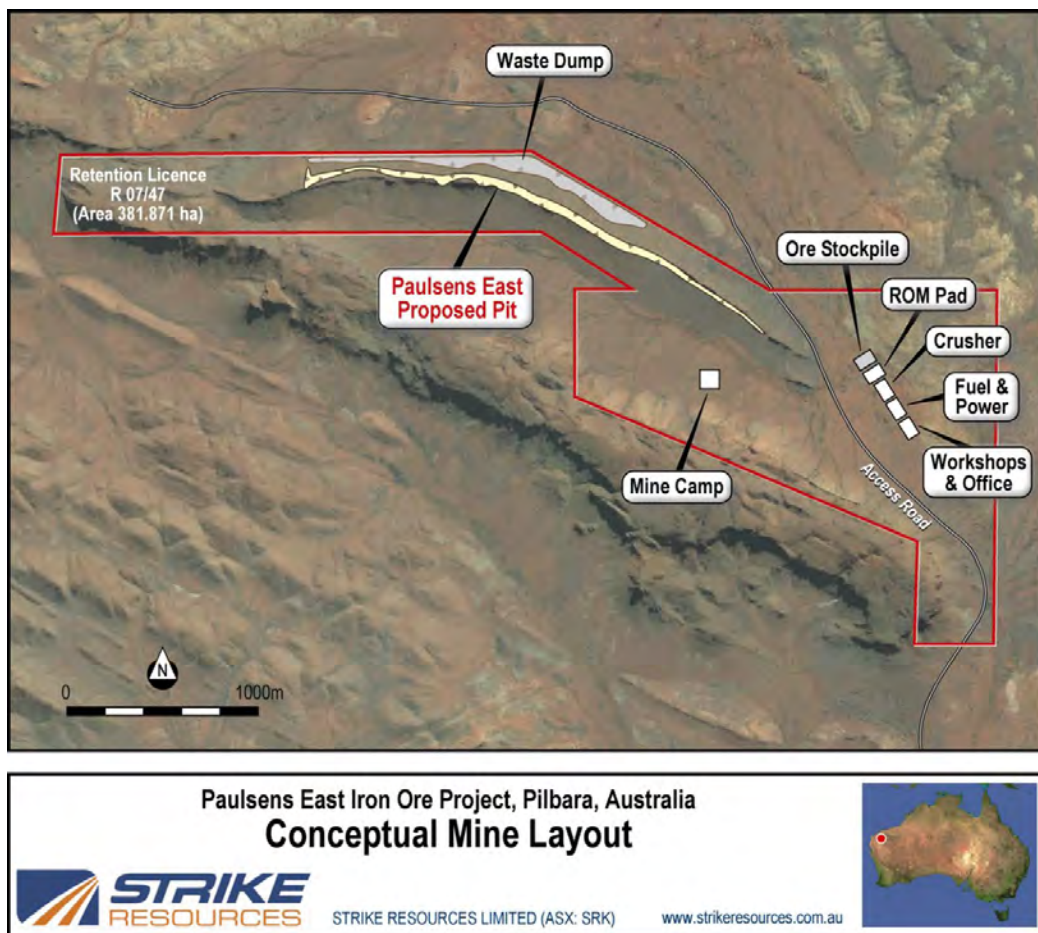 Waste Dump
Retention Licence
R 07/47
(Area 381.871 ha)
Paulsens East
Proposed Pit
Ore Stockpile
ROM Pad
Crusher
Fuel &
Power
Workshops
& Office
Mine Camp
Access Road
N
0 1000m
Paulsens East Iron Ore Project, Pilbara, Australia
Conceptual Mine Layout
STRIKE
RESOURCES
STRIKE RESOURCES LIMITED (ASX: SRK) www.strikeresources.com.au